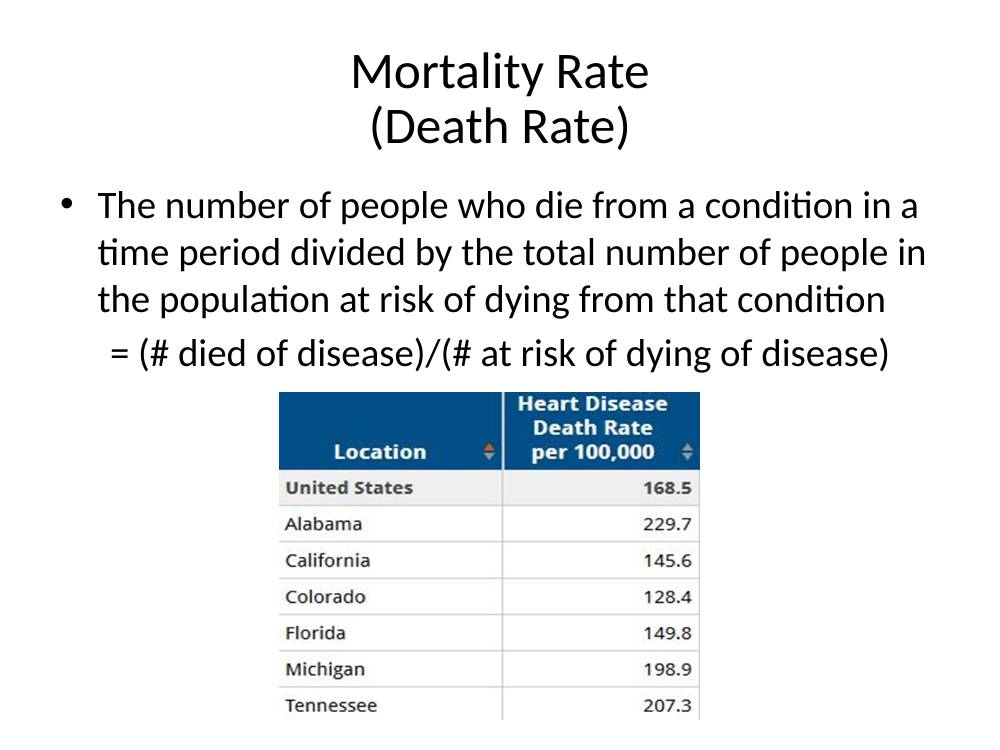 Mortality Rate
(Death Rate)
• The number of people who die from a condition in a
time period divided by the total number of people in
the population at risk of dying from that condition
= (# died of disease)/(# at risk of dying of disease)
Heart Disease
Death Rate
Location per 100,000
United States 168.5
Alabama 229.7
California 145.6
Colorado 128.4
Florida 149.8
Michigan 198.9
Tennessee 207.3